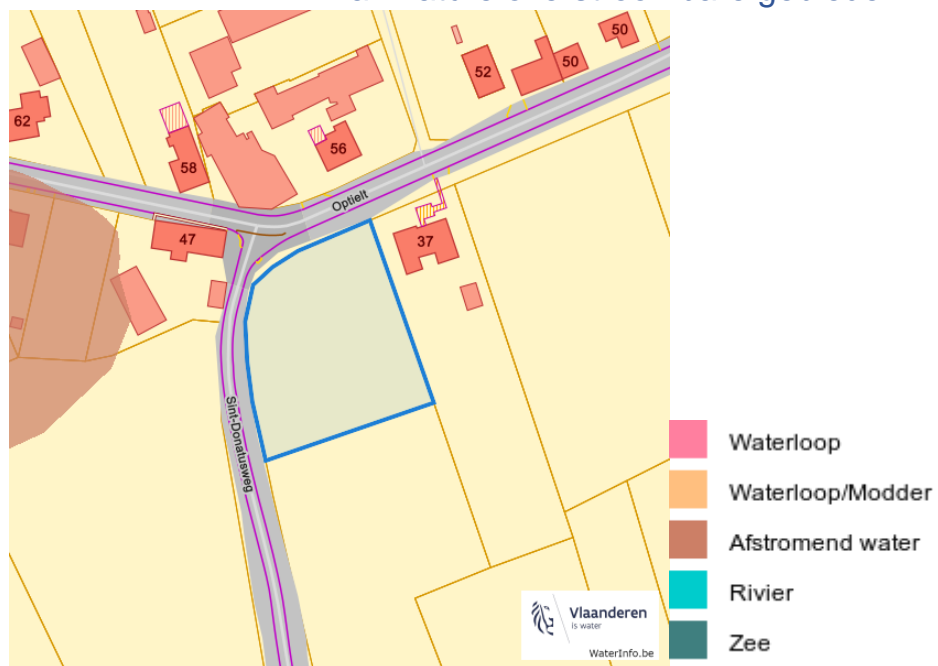 50
52
50
62
58
56
Optielt
47
37
Sint-Donatusweg
Waterloop
Waterloop/Modder
Afstromend water
Rivier
Zee
Vlaanderen
is water
WaterInfo.be